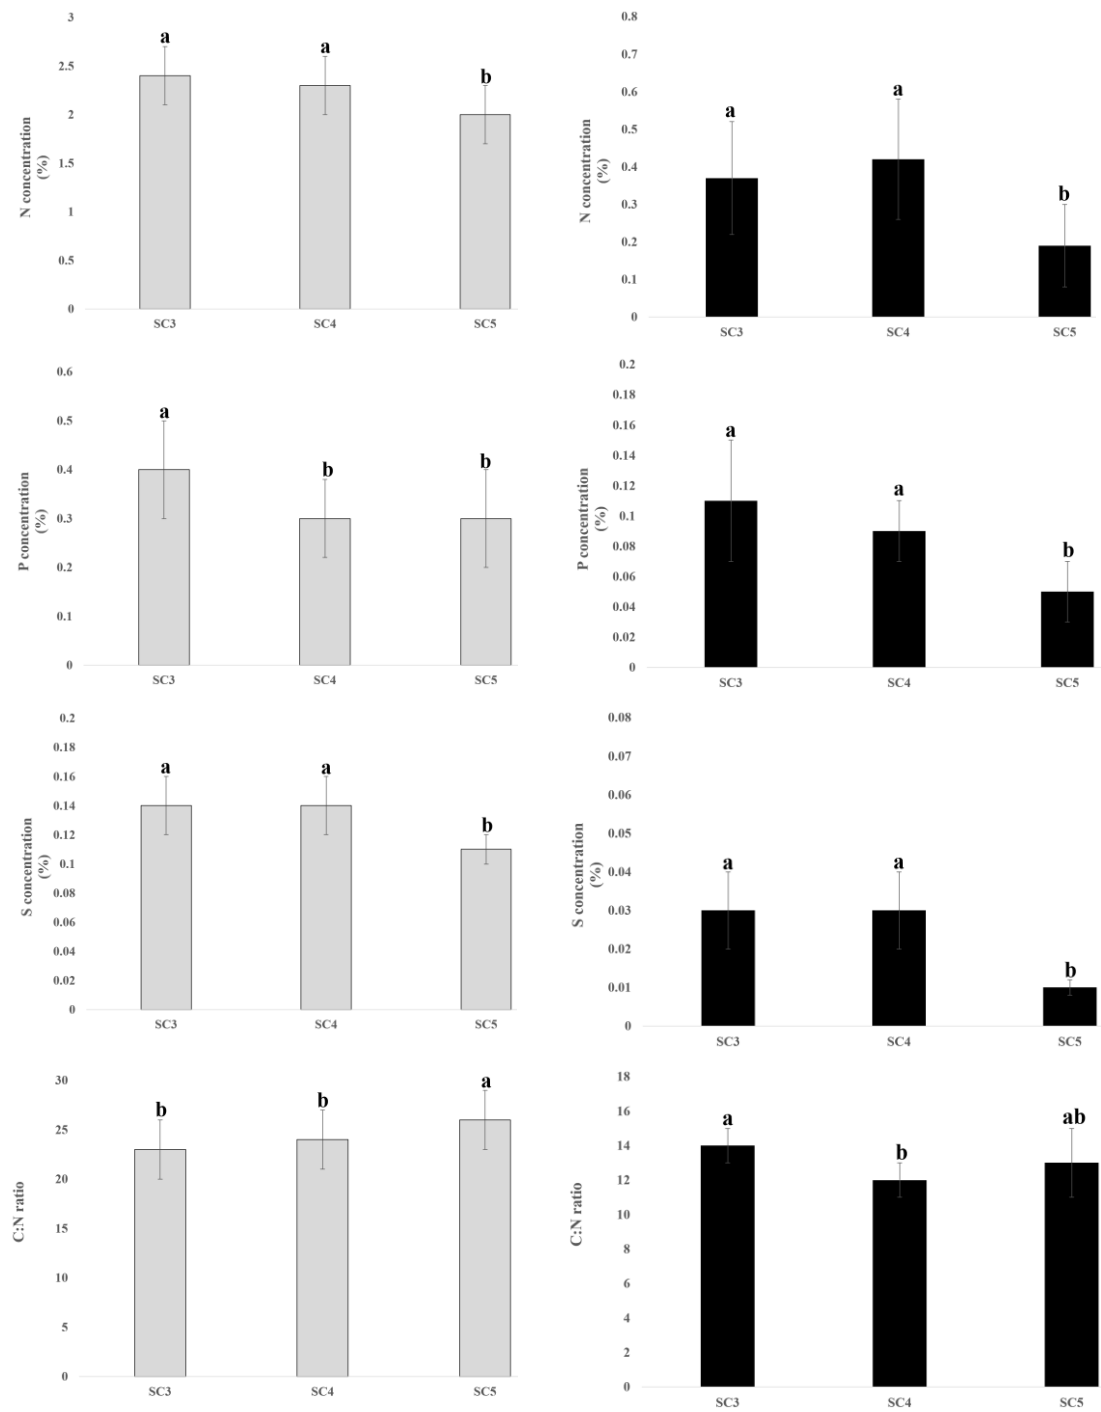 3
2.5
2
1.5
1
0.5
0
N concentration
(%)
a
a
b
SC3
SC4
SC5
0.8
0.7
0.6
0.5
0.4
0.3
0.2
0.1
0
N concentration
(%)
a
a
b
SC3
SC4
SC5
0.6
0.5
0.4
0.3
0.2
0.1
0
P concentration
(%)
a
b
b
SC3
SC4
SC5
0.2
0.18
0.16
0.14
0.12
0.1
0.08
0.06
0.04
0.02
0
P concentration
(%)
a
a
b
SC3
SC4
SC5
0.2
0.18
0.16
0.14
0.12
0.1
0.08
0.06
0.04
0.02
0
S concentration
(%)
a
a
b
SC3
SC4
SC5
0.08
0.07
0.06
0.05
0.04
0.03
0.02
0.01
0
S concentration
(%)
a
a
b
SC3
SC4
SC5
30
25
20
15
10
5
0
C:N ratio
b
b
a
SC3
SC4
SC5
18
16
14
12
10
8
6
4
2
0
C:N ratio
a
b
ab
SC3
SC4
SC5